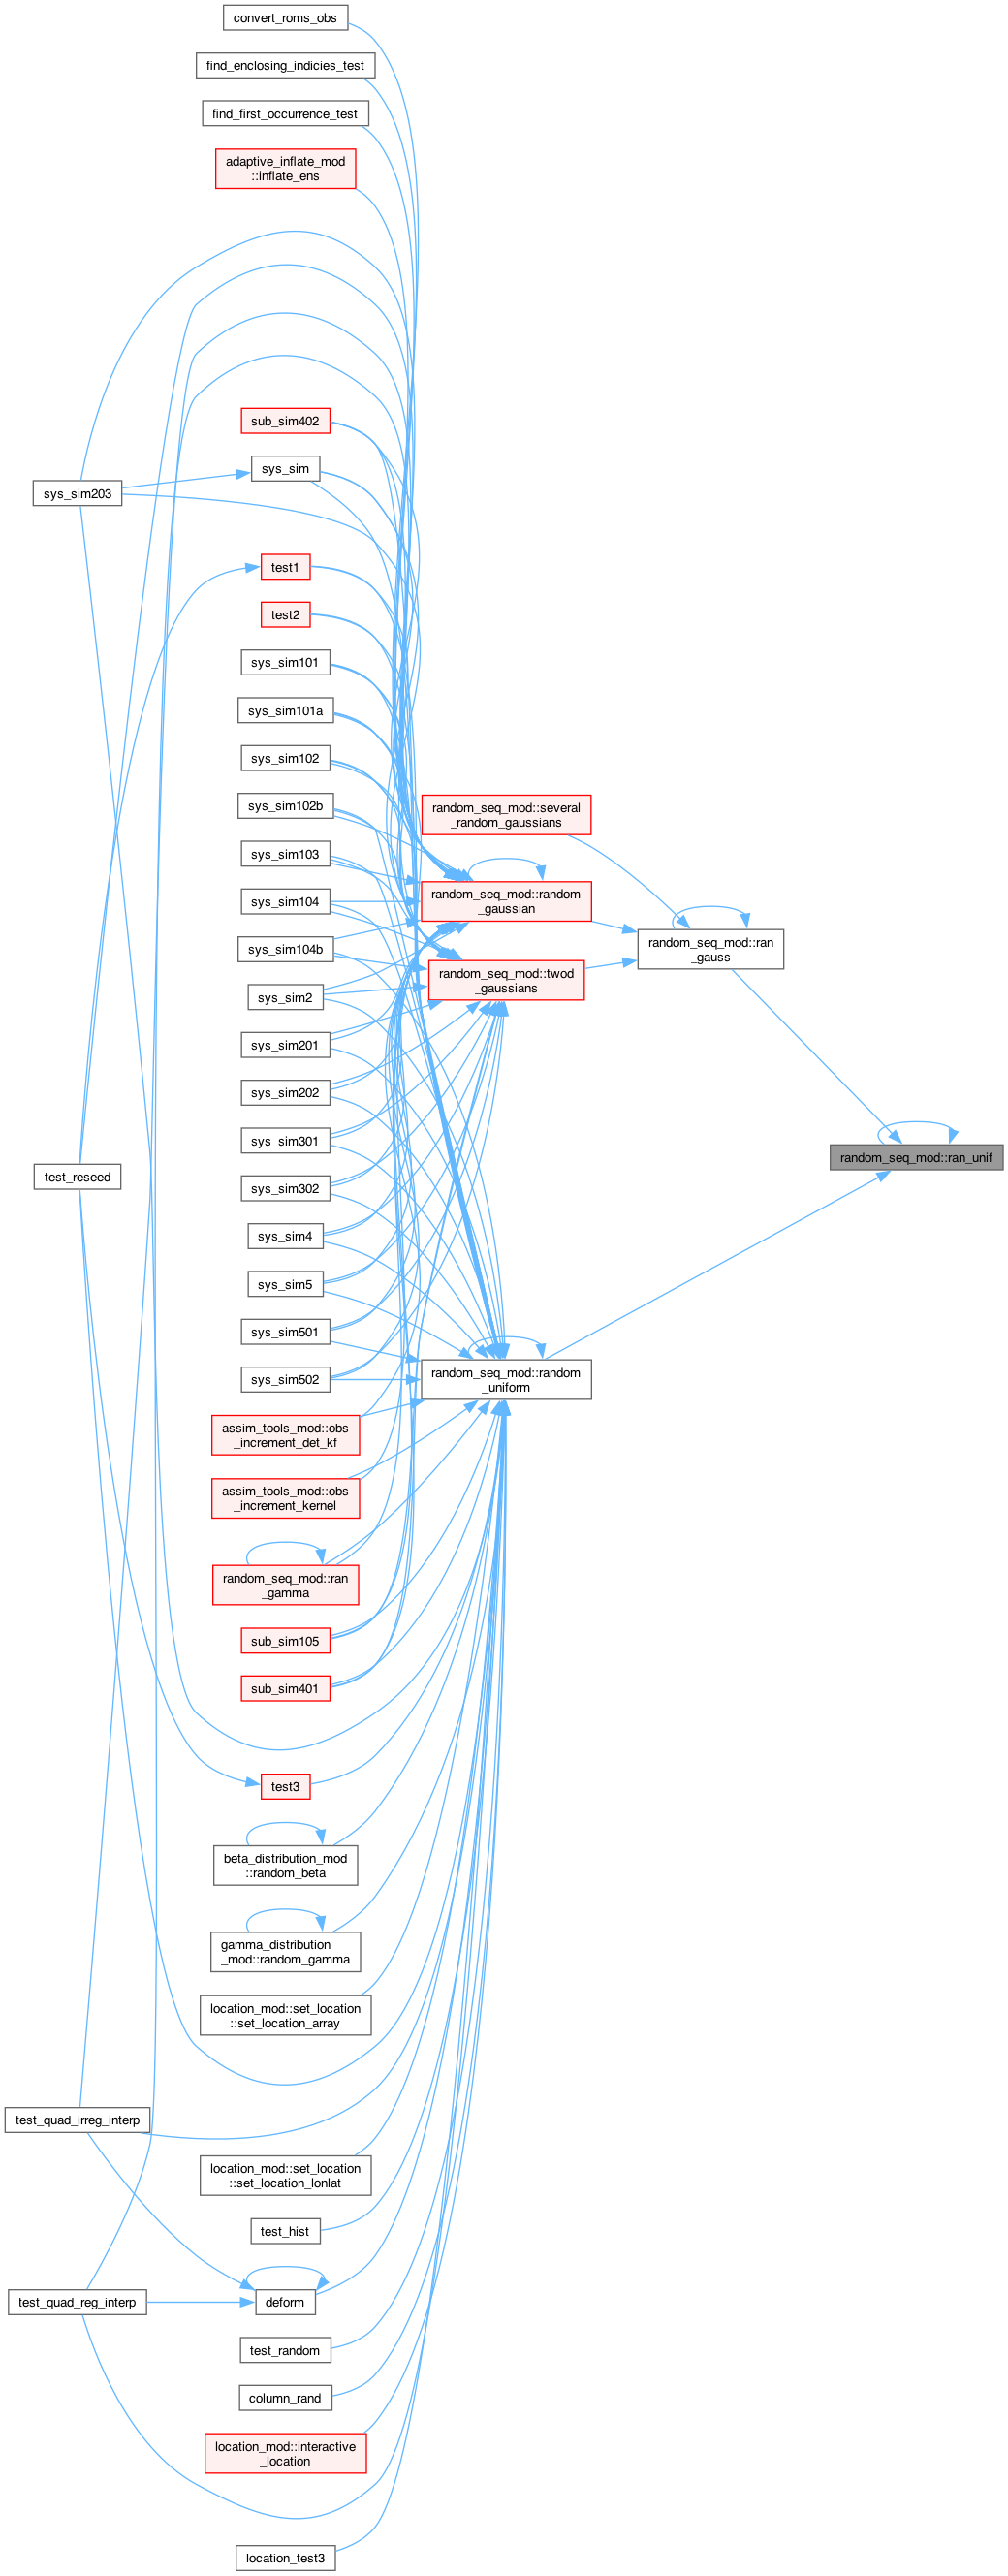 convert_roms_obs
find_enclosing_indicies_test
find_first_occurrence_test
adaptive_inflate_mod
::inflate_ens
sub_sim402
sys_sim
sys_sim203
test1
test2
sys_sim101
sys_sim101a
sys_sim102
sys_sim102b
random_seq_mod::several
_random_gaussians
sys_sim103
random_seq_mod::random
_gaussian
sys_sim104
sys_sim104b
random_seq_mod::ran
_gauss
random_seq_mod::twod
_gaussians
sys_sim2
sys_sim201
sys_sim202
sys_sim301
random_seq_mod::ran_unif
test_reseed
sys_sim302
sys_sim4
sys_sim5
sys_sim501
sys_sim502
random_seq_mod::random
_uniform
assim_tools_mod::obs
_increment_det_kf
assim_tools_mod::obs
_increment_kernel
random_seq_mod::ran
_gamma
sub_sim105
sub_sim401
test3
beta_distribution_mod
::random_beta
gamma_distribution
_mod::random_gamma
location_mod::set_location
::set_location_array
test_quad_irreg_interp
location_mod::set_location
::set_location_lonlat
test_hist
test_quad_reg_interp
deform
test_random
column_rand
location_mod::interactive
_location
location_test3